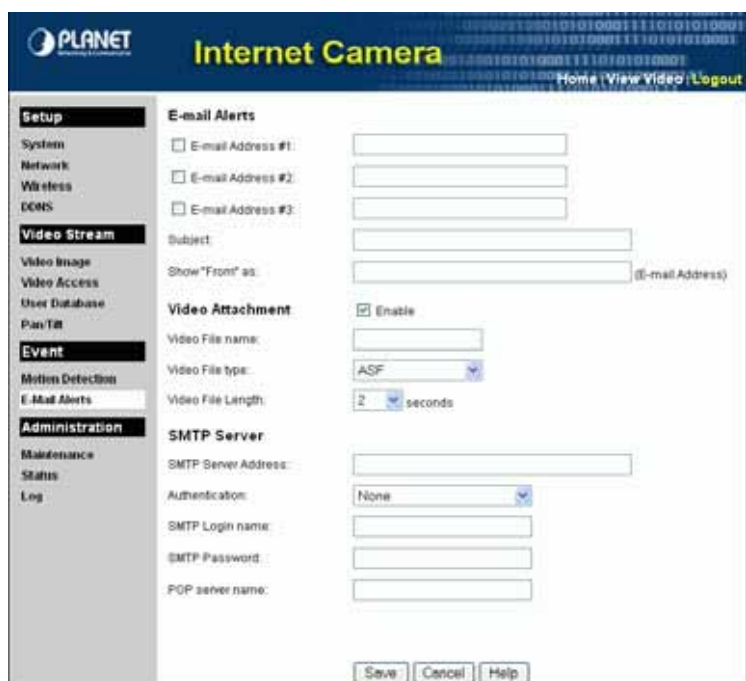 PLANET
Networking & Communication
Internet Camera
Home | View Video | Logout
Setup
System
Network
Wireless
DDNS
Video Stream
Video Image
Video Access
User Database
Pan/Tilt
Event
Motion Detection
E-Mail Alerts
Administration
Maintenance
Status
Log
E-mail Alerts
E-mail Address #1:
E-mail Address #2:
E-mail Address #3:
Subject:
Show "From" as: (E-mail Address)
Video Attachment Enable
Video File name:
Video File type: ASF
Video File Length: 2 seconds
SMTP Server
SMTP Server Address:
Authentication: None
SMTP Login name:
SMTP Password:
POP server name:
Save Cancel Help